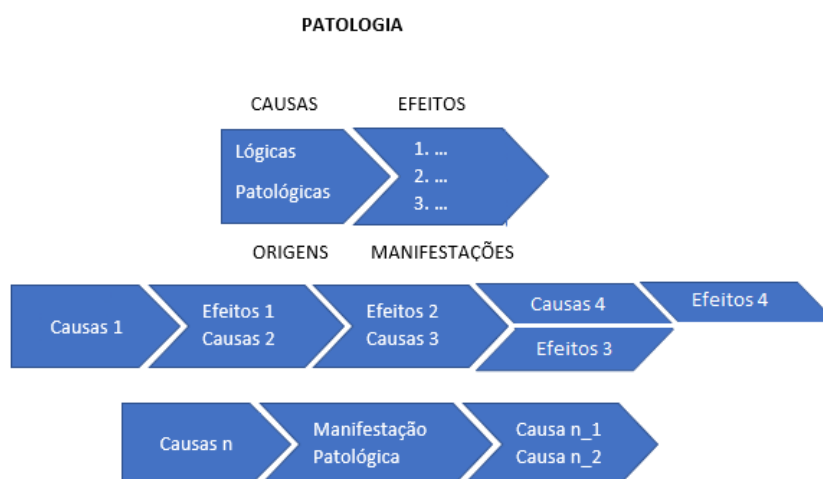 PATOLOGIA
CAUSAS EFEITOS
Lógicas
Patológicas
1. ...
2. ...
3. ...
ORIGENS MANIFESTAÇÕES
Causas 1
Efeitos 1
Causas 2
Efeitos 2
Causas 3
Causas 4
Efeitos 3
Efeitos 4
Causas n
Manifestação
Patológica
Causa n_1
Causa n_2